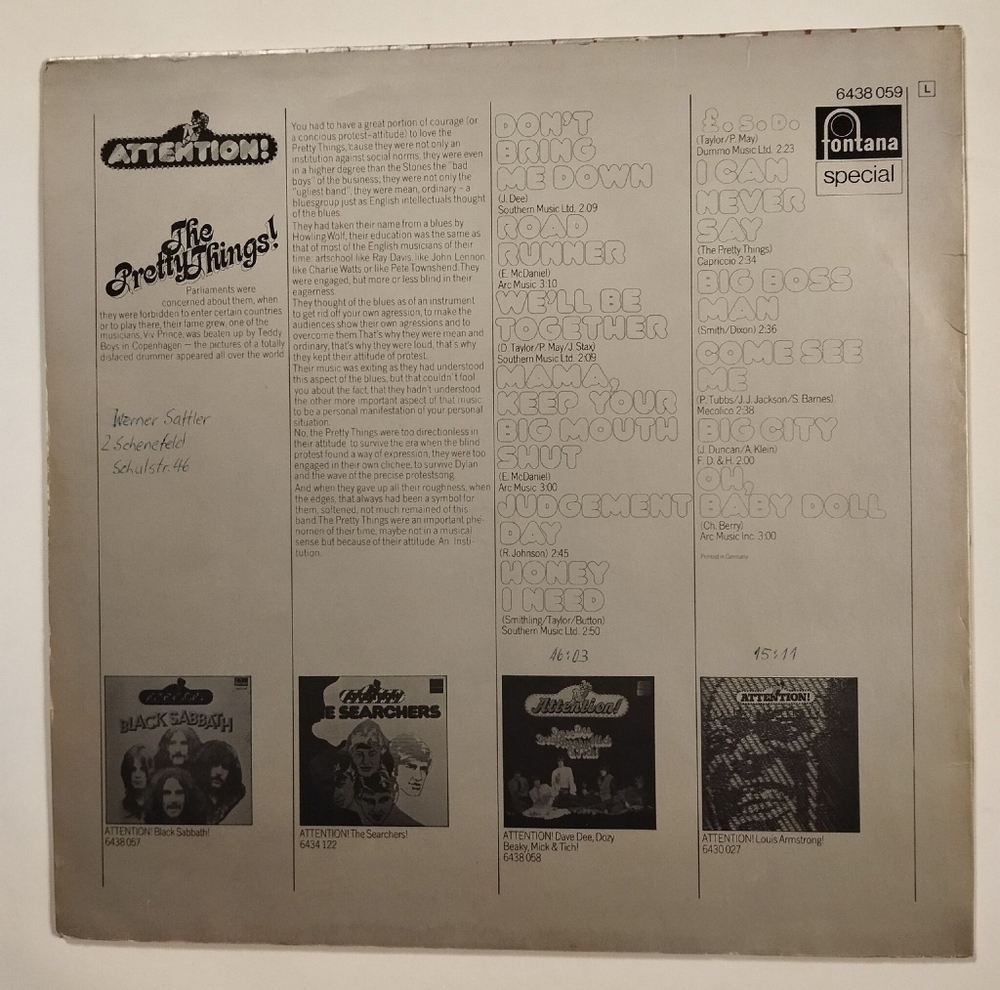 6438 059 L
fontana
special
ATTENTION!
The
Pretty Things!
Parliaments were
concerned about them, when
they were forbidden to enter certain countries
or to play there, their fame grew, one of the
musicians, Viv Prince, was beaten up by Teddy
Boys in Copenhagen – the pictures of a totally
disfaced drummer appeared all over the world
Werner Sattler
2 Schenefeld
Schulstr. 46
You had to have a great portion of courage (or
a concious protest-attitude) to love the
Pretty Things, 'cause they were not only an
institution against social norms, they were even
in a higher degree than the Stones the "bad
boys" of the business; they were not only the
"ugliest band", they were mean, ordinary – a
bluesgroup just as English intellectuals thought
of the blues.
They had taken their name from a blues by
Howling Wolf, their education was the same as
that of most of the English musicians of their
time: artschool like Ray Davis, like John Lennon
like Charlie Watts or like Pete Townshend. They
were engaged, but more or less blind in their
eagerness.
They thought of the blues as of an instrument
to get rid off your own agression, to make the
audiences show their own agressions and to
overcome them. That's why they were mean and
ordinary, that's why they were loud, that's why
they kept their attitude of protest.
Their music was exiting as they had understood
this aspect of the blues, but that couldn't fool
you about the fact, that they hadn't understood
the other more important aspect of that music:
to be a personal manifestation of your personal
situation.
No, the Pretty Things were too directionless in
their attitude to survive the era when the blind
protest found a way of expression, they were too
engaged in their own clichee, to survive Dylan
and the wave of the precise protestsong.
And when they gave up all their roughness, when
the edges, that always had been a symbol for
them, softened, not much remained of this
band. The Pretty Things were an important phe-
nomen of their time, maybe not in a musical
sense but because of their attitude. An Insti-
tution.
DON'T
BRING
ME DOWN
(J. Dee)
Southern Music Ltd. 2:09
ROAD
RUNNER
(E. McDaniel)
Arc Music 3:10
WE'LL BE
TOGETHER
(D. Taylor/P. May/J. Stax)
Southern Music Ltd. 2:09
MAMA,
KEEP YOUR
BIG MOUTH
SHUT
(E. McDaniel)
Arc Music 3:00
JUDGEMENT
DAY
(R. Johnson) 2:45
HONEY
I NEED
(Smithling/Taylor/Button)
Southern Music Ltd. 2:50
16:03
£.S.D.
(Taylor/P. May)
Dummo Music Ltd. 2:23
I CAN
NEVER
SAY
(The Pretty Things)
Capriccio 2:34
BIG BOSS
MAN
(Smith/Dixon) 2:36
COME SEE
ME
(P. Tubbs/J. J. Jackson/S. Barnes)
Mecolico 2:38
BIG CITY
(J. Duncan/A. Klein)
F. D. & H. 2:00
OH,
BABY DOLL
(Ch. Berry)
Arc Music Inc. 3:00
Printed in Germany
15:11
BLACK SABBATH
ATTENTION! Black Sabbath!
6438 057
E SEARCHERS
ATTENTION! The Searchers!
6434 122
Attention!
ATTENTION! Dave Dee, Dozy
Beaky, Mick & Tich!
6438 058
ATTENTION!
ATTENTION! Louis Armstrong!
6430 027